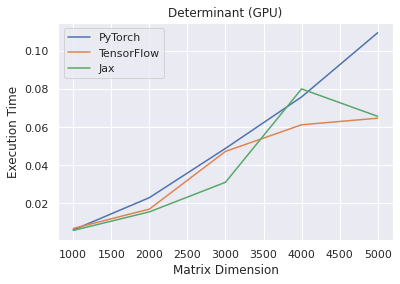 Determinant (GPU)
PyTorch
TensorFlow
Jax
Execution Time
0.10
0.08
0.06
0.04
0.02
1000 1500 2000 2500 3000 3500 4000 4500 5000
Matrix Dimension